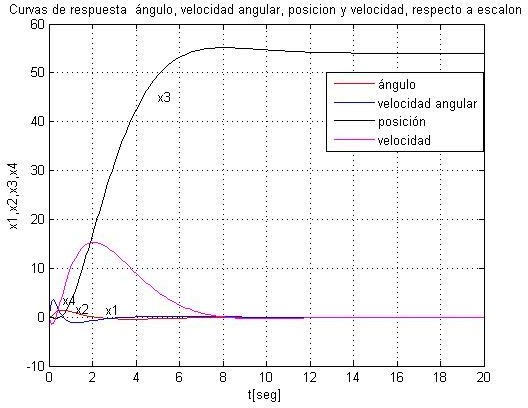 Curvas de respuesta ángulo, velocidad angular, posicion y velocidad, respecto a escalon
60
50
40
30
20
10
0
-10
x1,x2,x3,x4
x3
ángulo
velocidad angular
posición
velocidad
x4
x2
x1
0 2 4 6 8 10 12 14 16 18 20
t[seg]